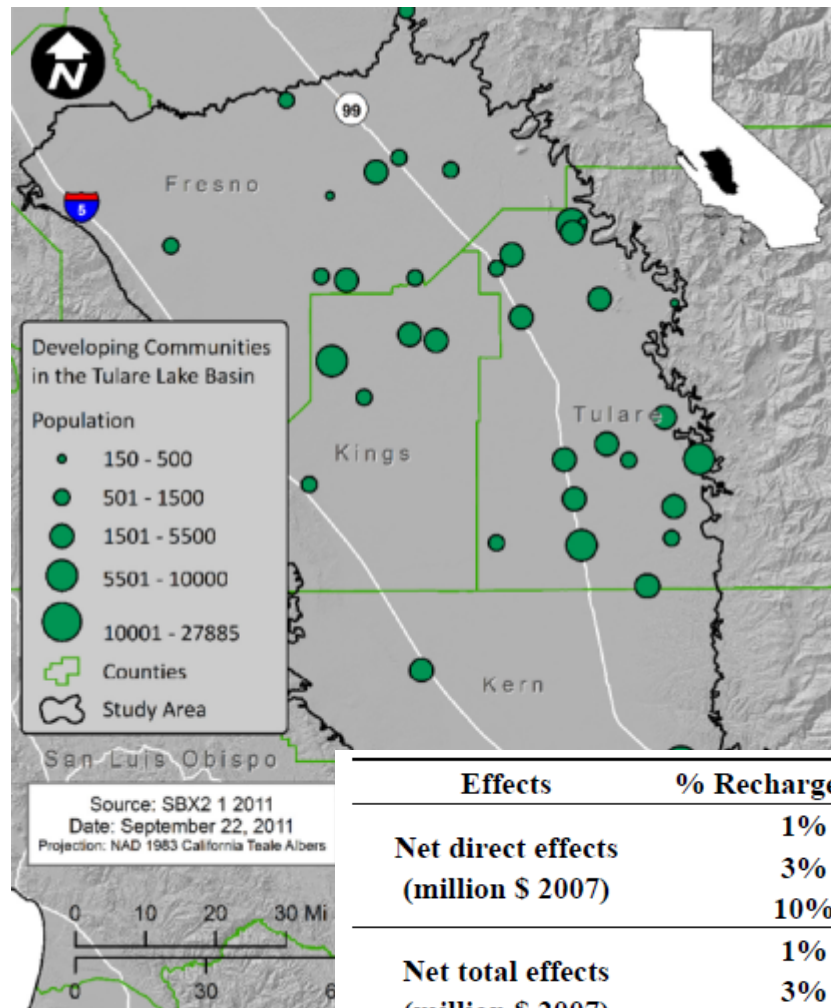 N
99
Fresno
5
Developing Communities
in the Tulare Lake Basin
Population
150 - 500
501 - 1500
1501 - 5500
5501 - 10000
10001 - 27885
Counties
Study Area
Tulare
Kings
Kern
San Luis Obispo
Source: SBX2 1 2011
Date: September 22, 2011
Projection: NAD 1983 California Teale Albers
0 10 20 30 Mi
0 30
Effects % Recharge
Net direct effects
(million $ 2007)
1%
3%
10%
Net total effects
(million $ 2007)
1%
3%